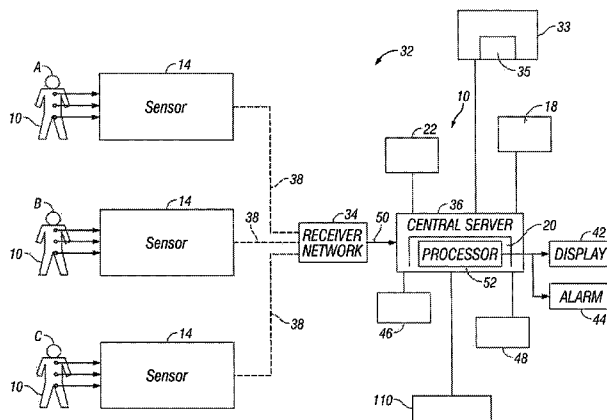 33
32
35
A
14
Sensor
10
10
22
18
38
B
14
Sensor
38
10
34
RECEIVER
NETWORK
50
36
CENTRAL SERVER
20
PROCESSOR
52
42
DISPLAY
ALARM
44
46
48
38
C
14
Sensor
10
110